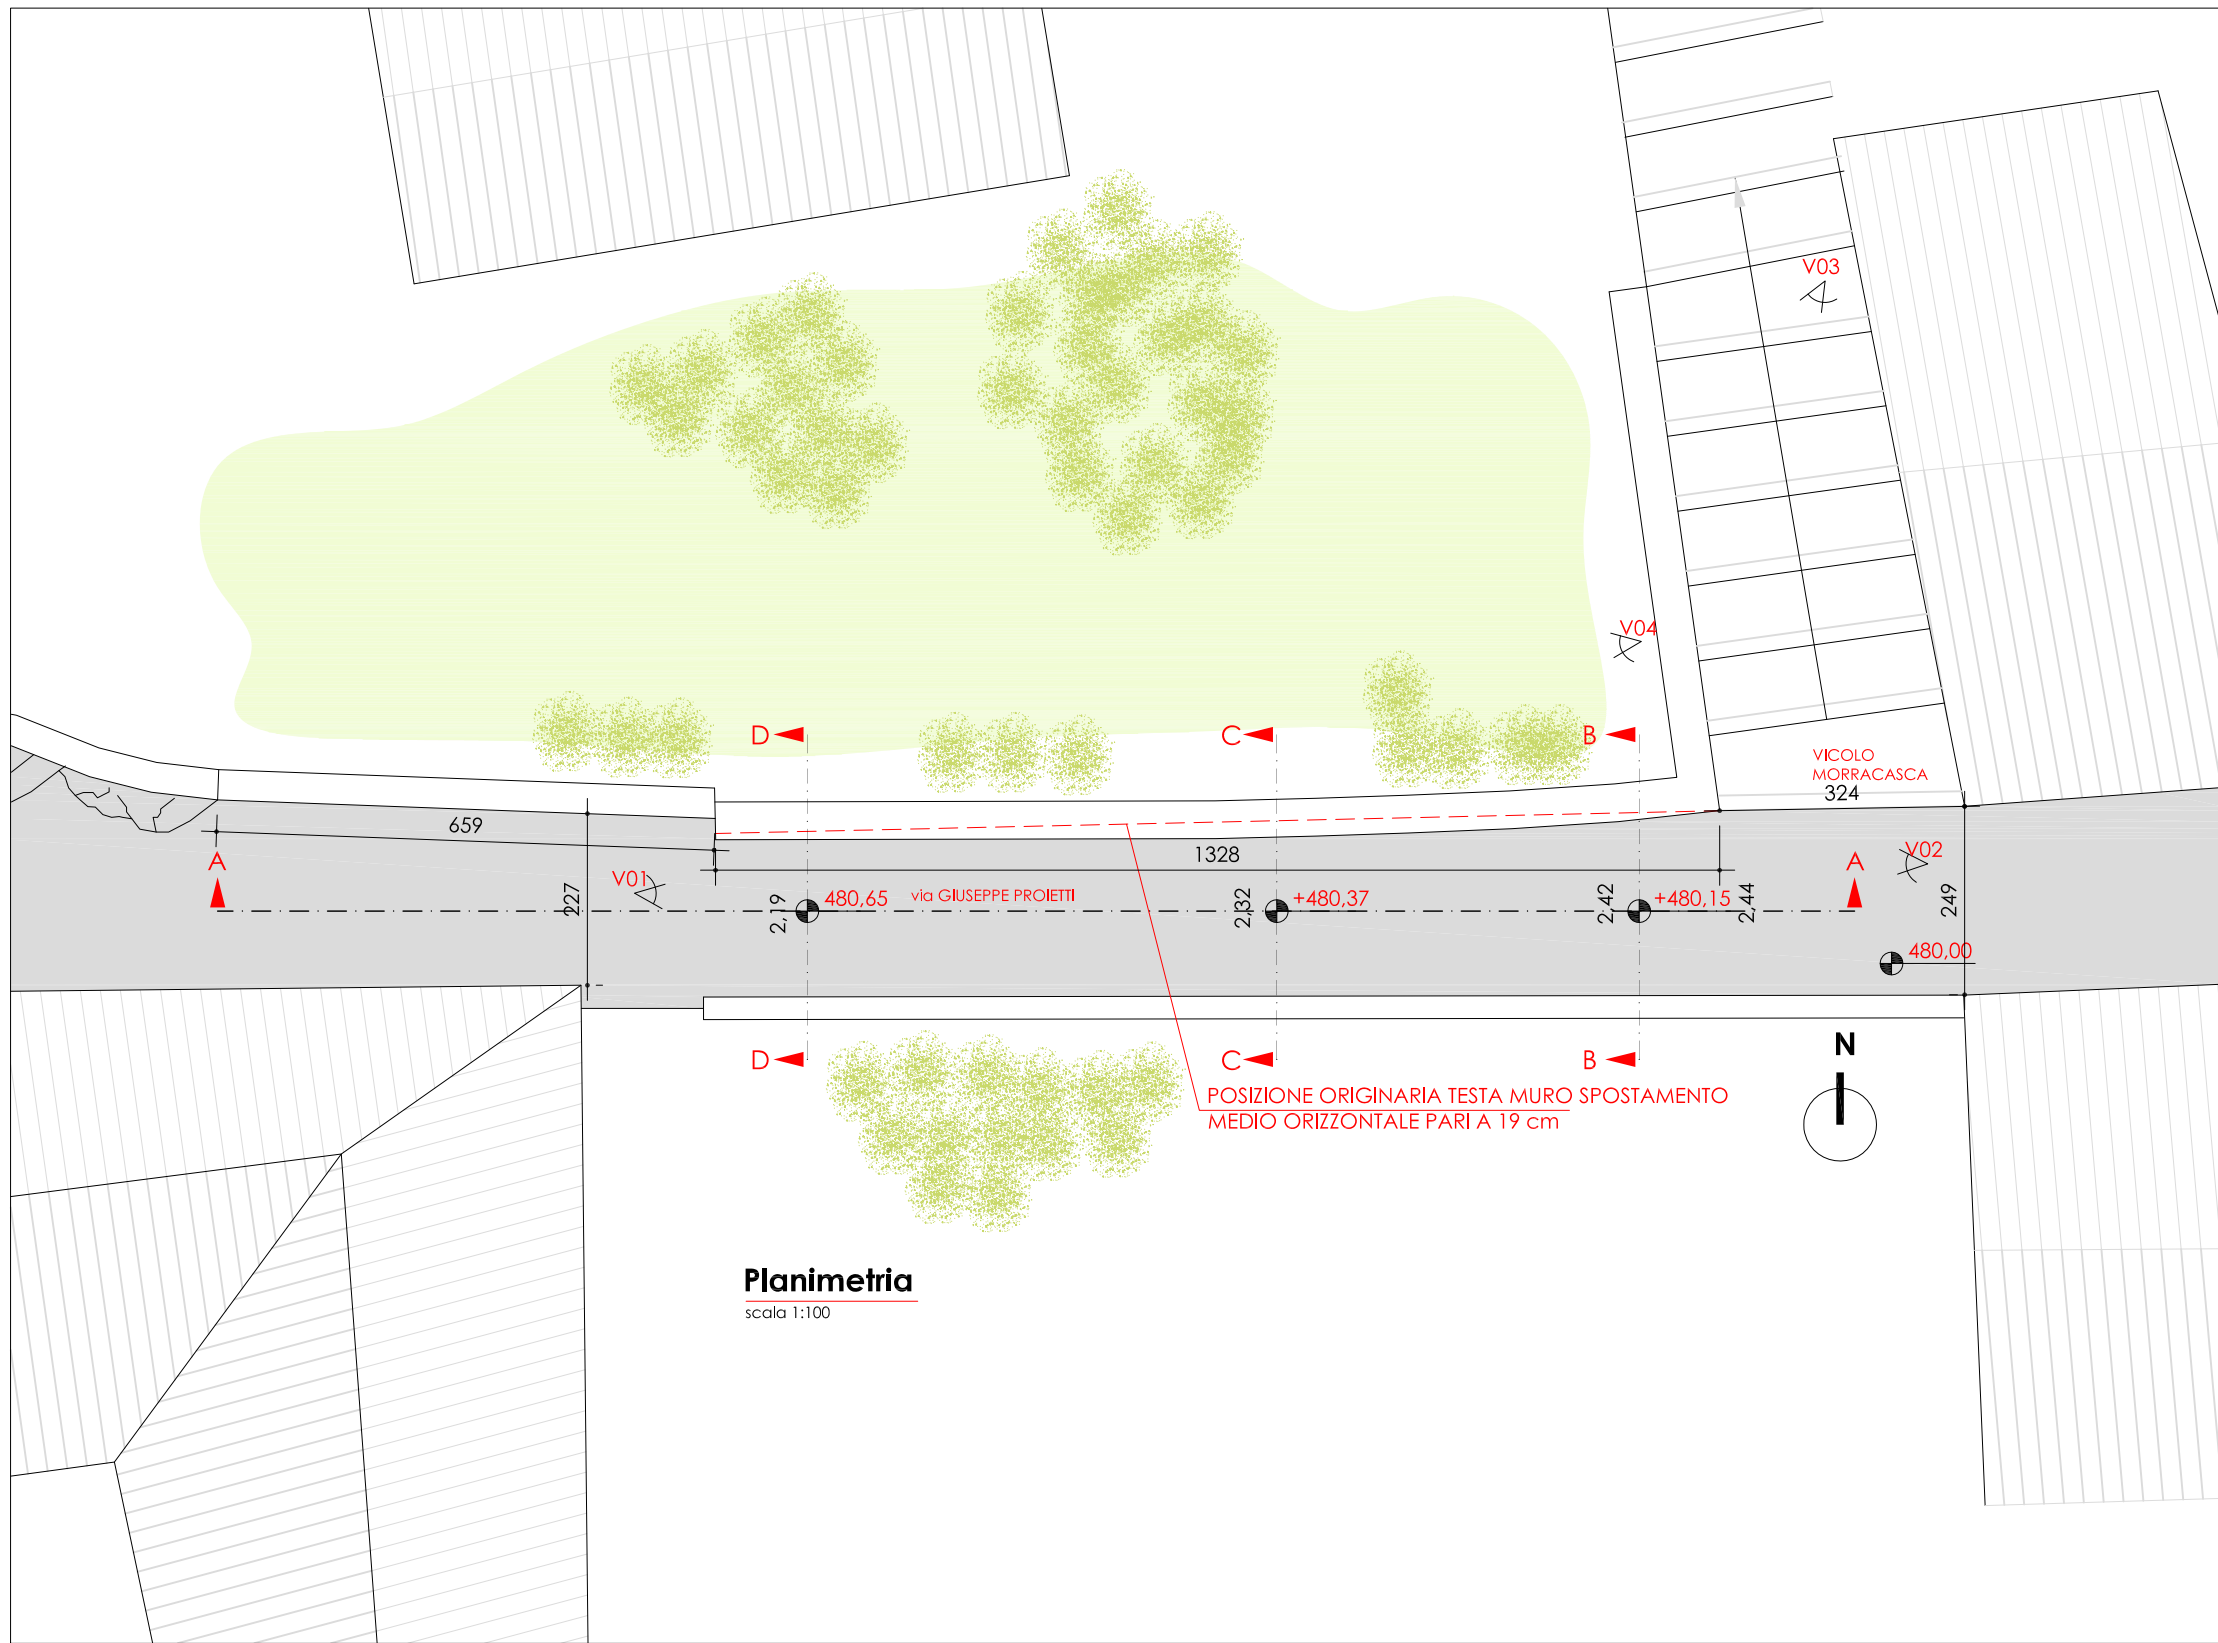 V03
V04
D
C
B
VICOLO
MORRACASCA
324
659
1328
A
V01
227
2,19
480,65
via GIUSEPPE PROIETTI
2,32
+480,37
2,42
+480,15
2,44
A
V02
249
480,00
D
C
B
N
POSIZIONE ORIGINARIA TESTA MURO SPOSTAMENTO
MEDIO ORIZZONTALE PARI A 19 cm
Planimetria
scala 1:100